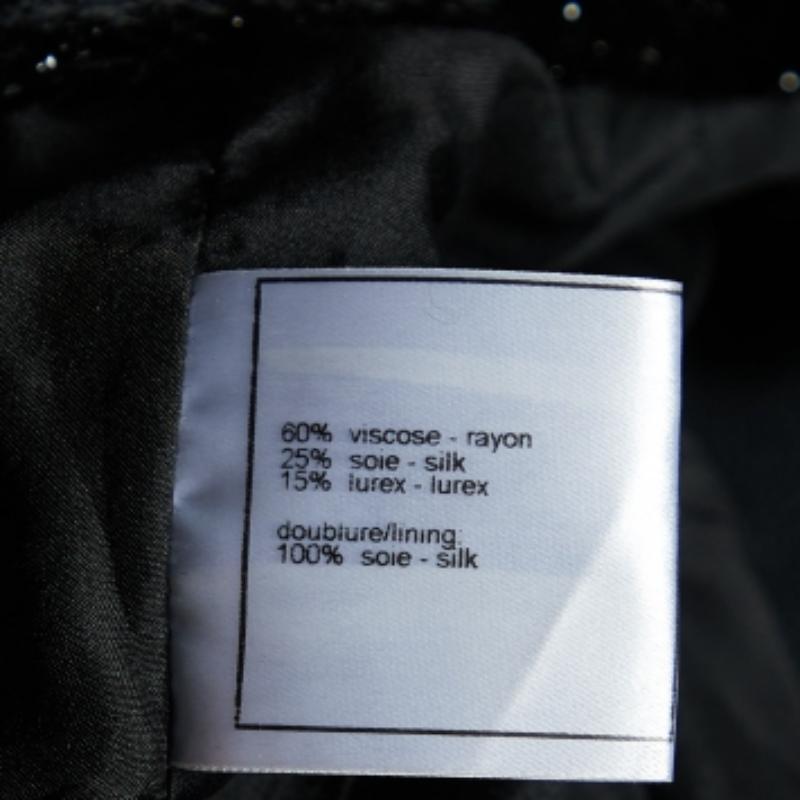 60% viscose - rayon
25% soie - silk
15% lurex - lurex
doublure/lining:
100% soie - silk